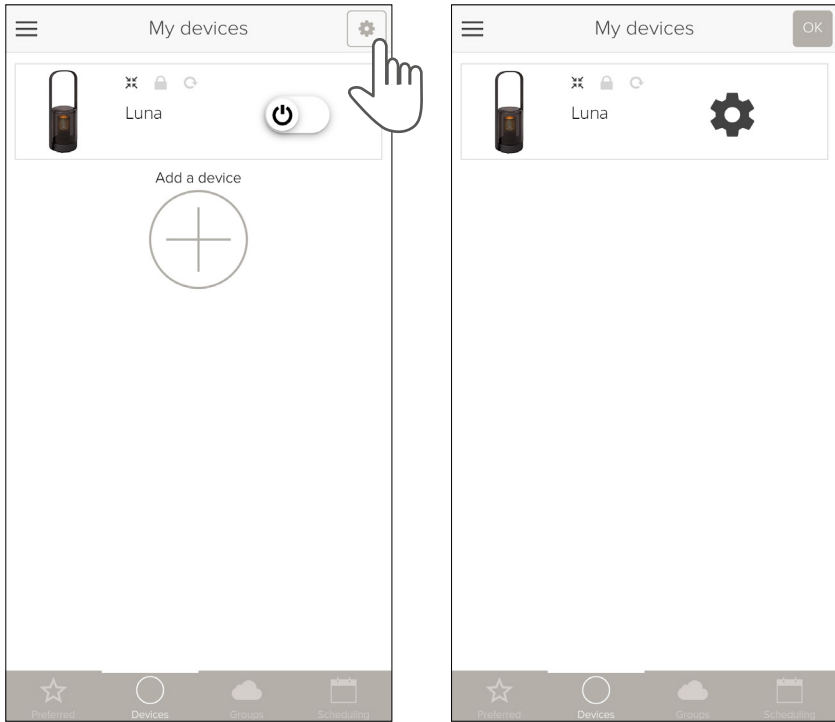 My devices
Luna
Add a device
Preferred Devices Groups Scheduling
My devices
OK
Luna
Preferred Devices Groups Scheduling